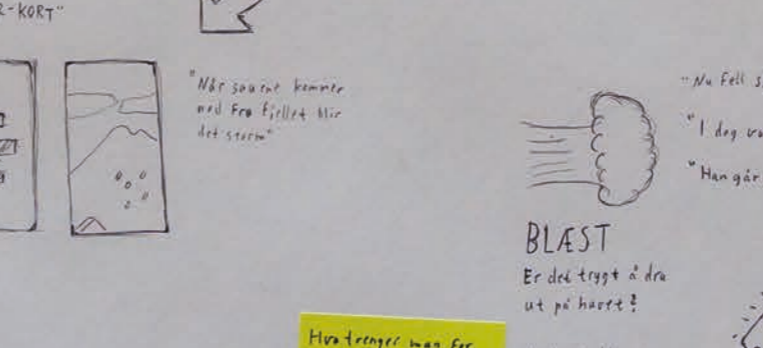 R-KORT"
"Når sauene kommer
ned fra fjellet blir
det storm"
"Nu fell s
"I dag va
"Han går
BLÆST
Er det trygt å dra
ut på havet?
Hva trenger man for